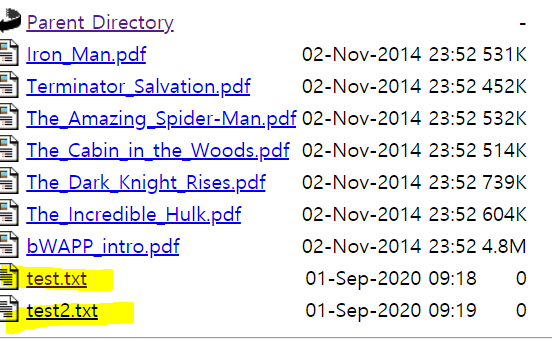 Parent Directory -
Iron_Man.pdf 02-Nov-2014 23:52 531K
Terminator_Salvation.pdf 02-Nov-2014 23:52 452K
The_Amazing_Spider-Man.pdf 02-Nov-2014 23:52 532K
The_Cabin_in_the_Woods.pdf 02-Nov-2014 23:52 514K
The_Dark_Knight_Rises.pdf 02-Nov-2014 23:52 739K
The_Incredible_Hulk.pdf 02-Nov-2014 23:52 604K
bWAPP_intro.pdf 02-Nov-2014 23:52 4.8M
test.txt 01-Sep-2020 09:18 0
test2.txt 01-Sep-2020 09:19 0